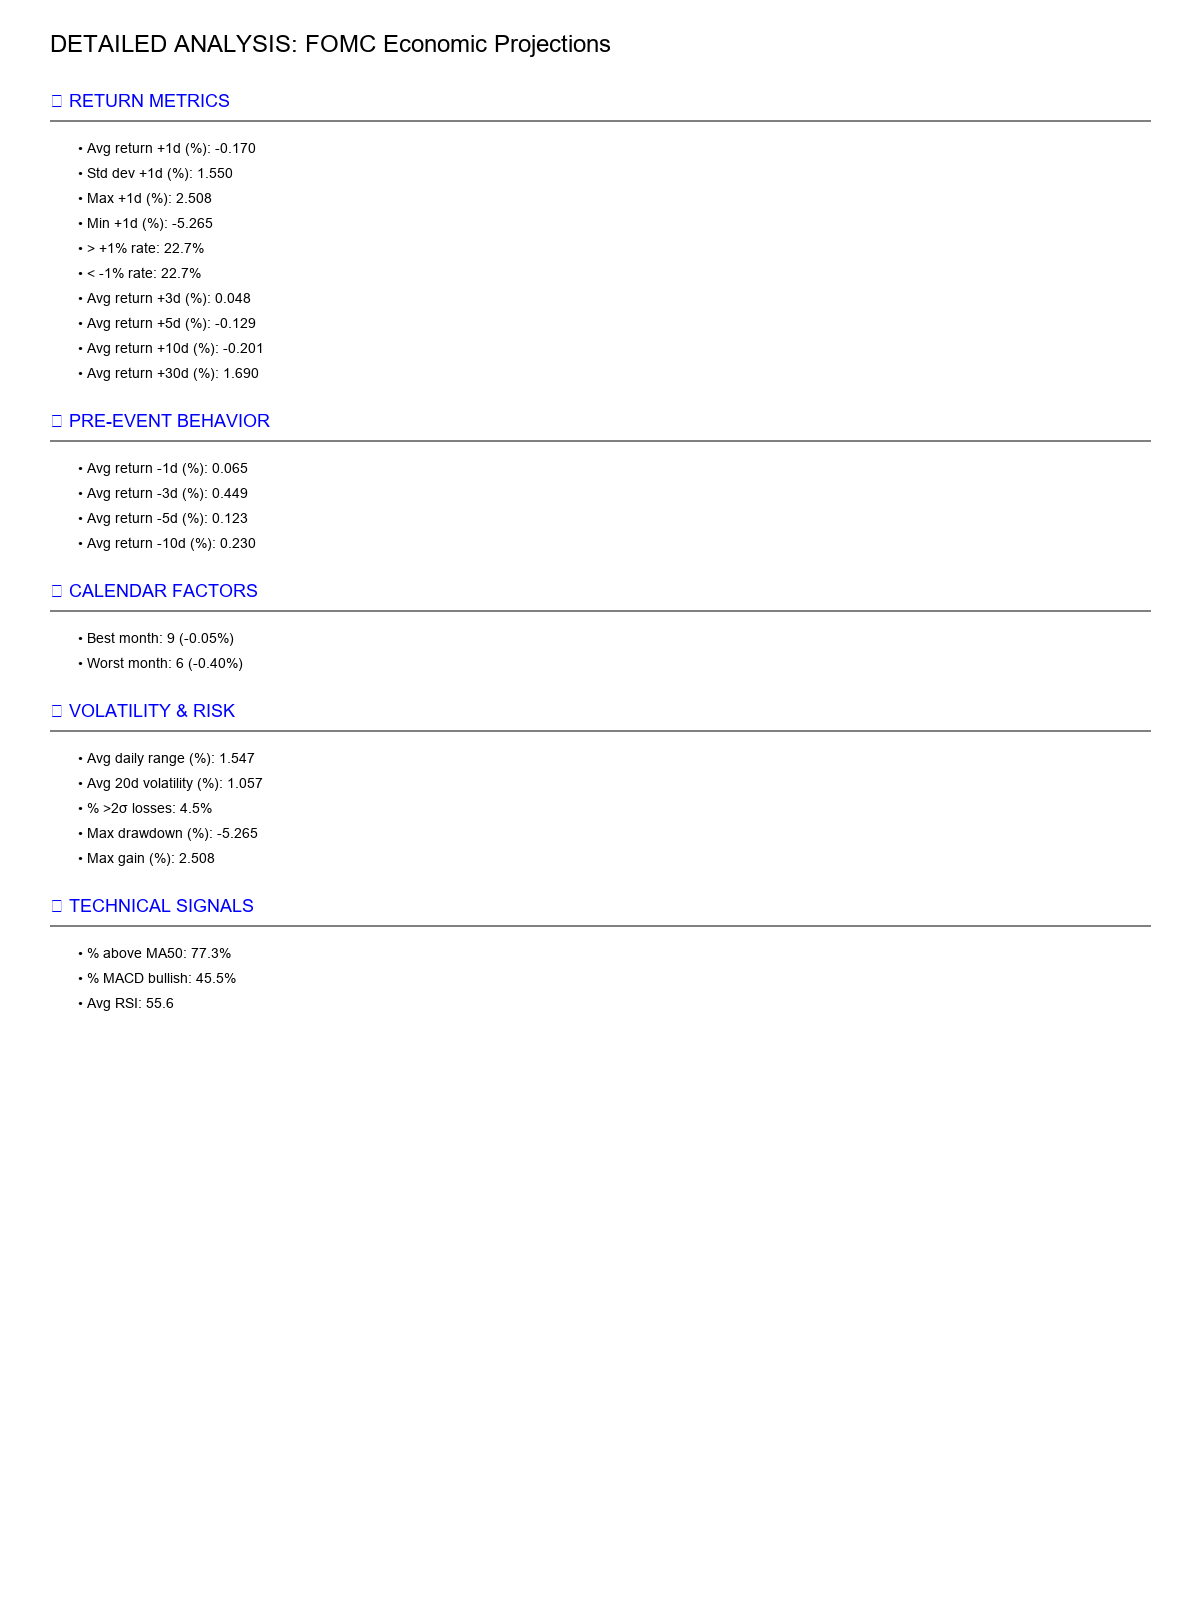 DETAILED ANALYSIS: FOMC Economic Projections
RETURN METRICS
• Avg return +1d (%): -0.170
• Std dev +1d (%): 1.550
• Max +1d (%): 2.508
• Min +1d (%): -5.265
• > +1% rate: 22.7%
• < -1% rate: 22.7%
• Avg return +3d (%): 0.048
• Avg return +5d (%): -0.129
• Avg return +10d (%): -0.201
• Avg return +30d (%): 1.690
PRE-EVENT BEHAVIOR
• Avg return -1d (%): 0.065
• Avg return -3d (%): 0.449
• Avg return -5d (%): 0.123
• Avg return -10d (%): 0.230
CALENDAR FACTORS
• Best month: 9 (-0.05%)
• Worst month: 6 (-0.40%)
VOLATILITY & RISK
• Avg daily range (%): 1.547
• Avg 20d volatility (%): 1.057
• % >2σ losses: 4.5%
• Max drawdown (%): -5.265
• Max gain (%): 2.508
TECHNICAL SIGNALS
• % above MA50: 77.3%
• % MACD bullish: 45.5%
• Avg RSI: 55.6